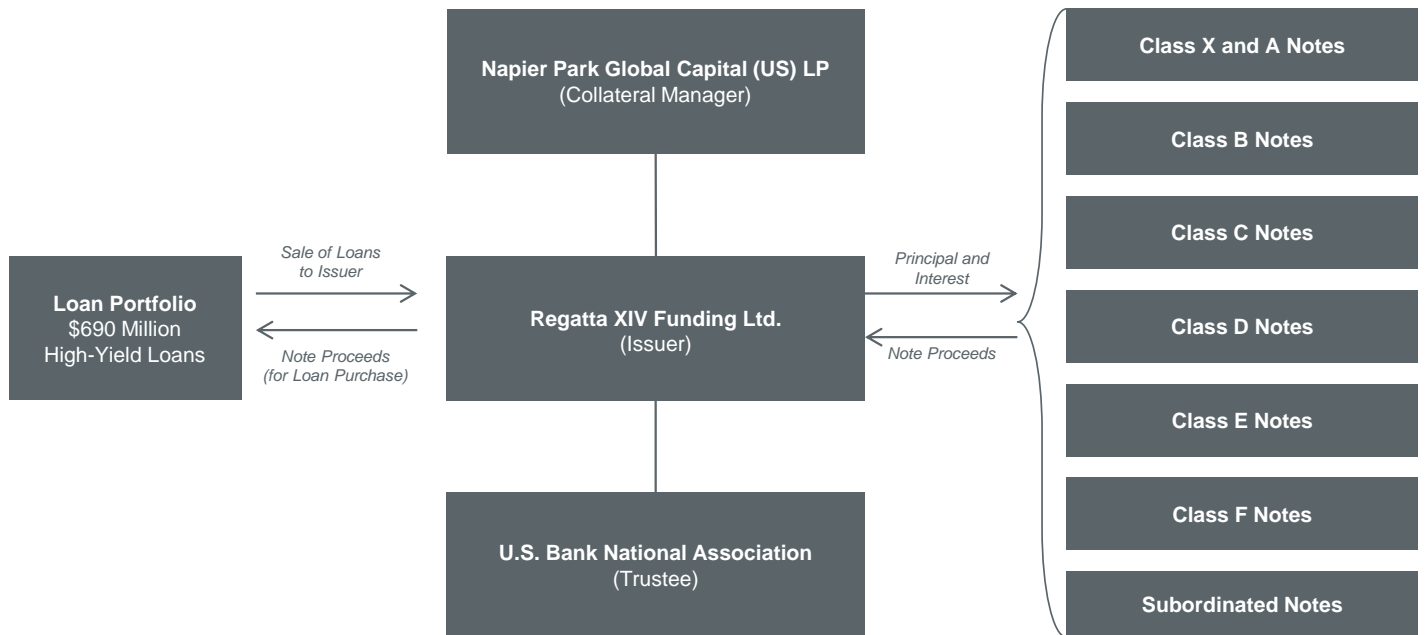 Napier Park Global Capital (US) LP
(Collateral Manager)
Loan Portfolio
$690 Million
High-Yield Loans
Sale of Loans
to Issuer
Note Proceeds
(for Loan Purchase)
Regatta XIV Funding Ltd.
(Issuer)
Principal and
Interest
Note Proceeds
U.S. Bank National Association
(Trustee)
Class X and A Notes
Class B Notes
Class C Notes
Class D Notes
Class E Notes
Class F Notes
Subordinated Notes